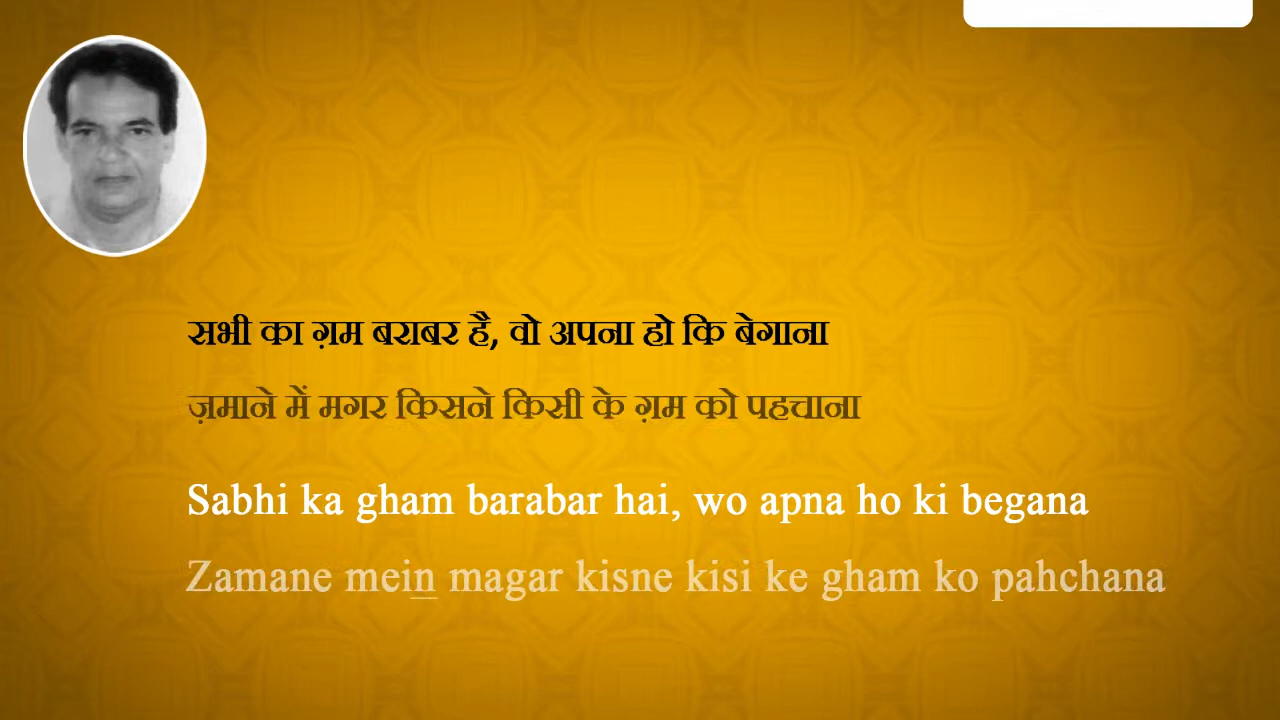 सभी का ग़म बराबर है, वो अपना हो कि बेगाना
ज़माने में मगर किसने किसी के ग़म को पहचाना
Sabhi ka gham barabar hai, wo apna ho ki begana
Zamane mein magar kisne kisi ke gham ko pahchana